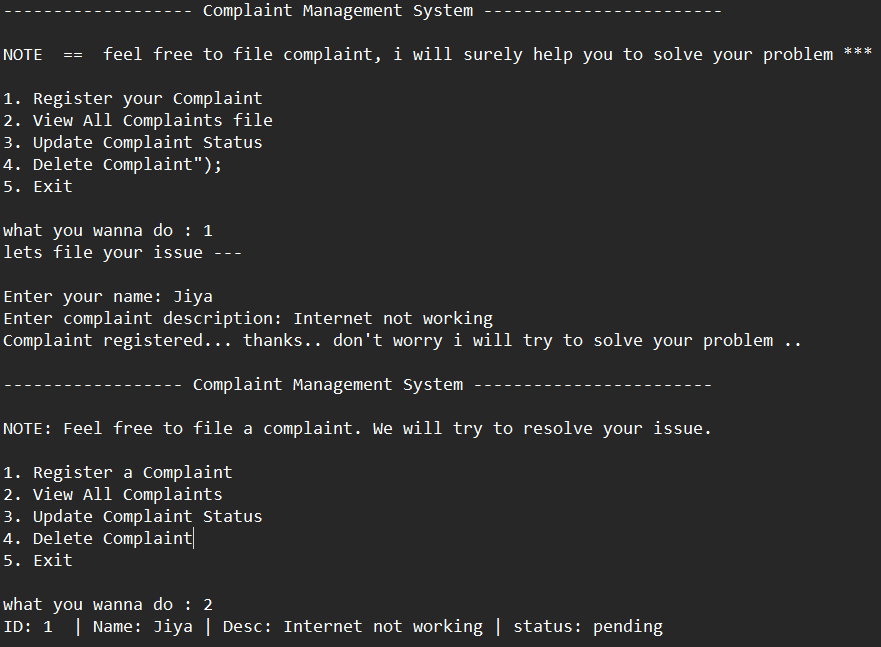 ------------------- Complaint Management System ------------------------
NOTE  ==  feel free to file complaint, i will surely help you to solve your problem ***
1. Register your Complaint
2. View All Complaints file
3. Update Complaint Status
4. Delete Complaint");
5. Exit
what you wanna do : 1
lets file your issue ---
Enter your name: Jiya
Enter complaint description: Internet not working
Complaint registered... thanks.. don't worry i will try to solve your problem ..
------------------ Complaint Management System ------------------------
NOTE: Feel free to file a complaint. We will try to resolve your issue.
1. Register a Complaint
2. View All Complaints
3. Update Complaint Status
4. Delete Complaint
5. Exit
what you wanna do : 2
ID: 1  | Name: Jiya | Desc: Internet not working | status: pending